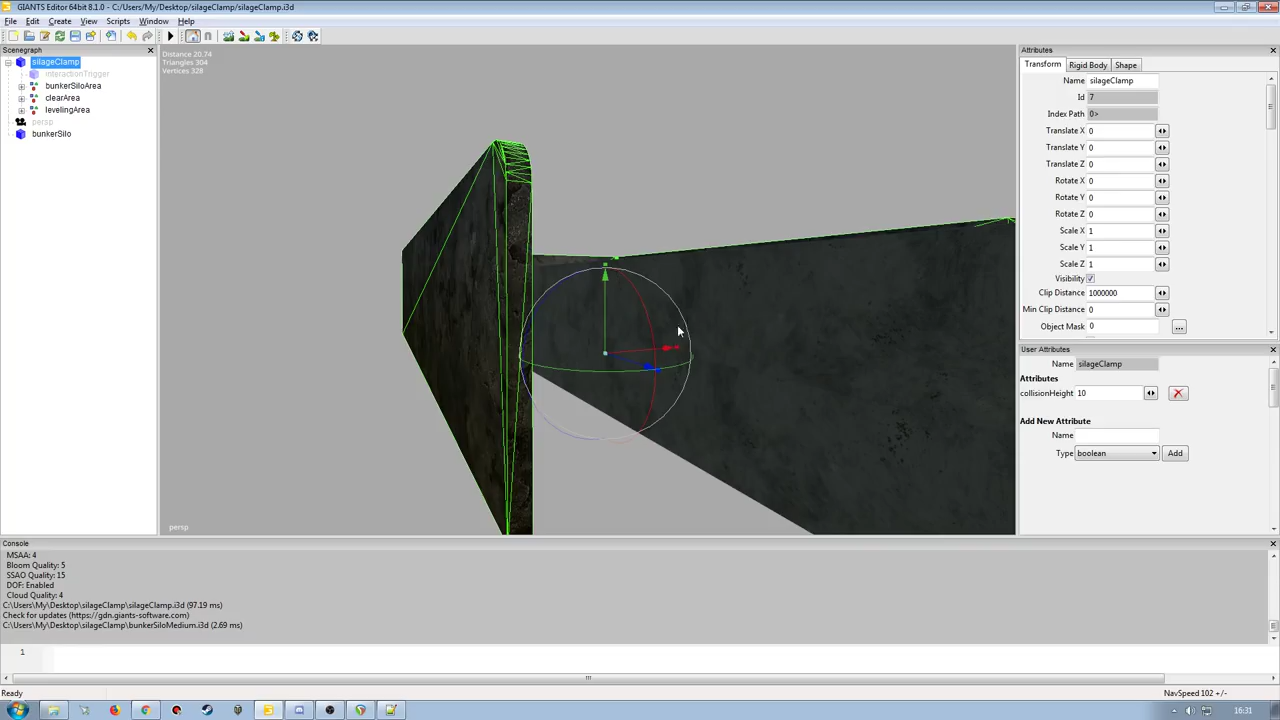 GIANTS Editor 64bit 8.1.0 - C:/Users/My/Desktop/silageClamp/silageClamp.i3d
File Edit Create View Scripts Window Help
Scenegraph
silageClamp
interactionTrigger
bunkerSiloArea
clearArea
levelingArea
persp
bunkerSilo
Distance 20.74
Triangles 304
Vertices 328
persp
Attributes
Transform Rigid Body Shape
Name silageClamp
Id 7
Index Path 0>
Translate X 0
Translate Y 0
Translate Z 0
Rotate X 0
Rotate Y 0
Rotate Z 0
Scale X 1
Scale Y 1
Scale Z 1
Visibility
Clip Distance 1000000
Min Clip Distance 0
Object Mask 0 ...
User Attributes
Name silageClamp
Attributes
collisionHeight 10
Add New Attribute
Name
Type boolean Add
Console
MSAA: 4
Bloom Quality: 5
SSAO Quality: 15
DOF: Enabled
Cloud Quality: 4
C:\Users\My\Desktop\silageClamp\silageClamp.i3d (97.19 ms)
Check for updates (https://gdn.giants-software.com)
C:\Users\My\Desktop\silageClamp\bunkerSiloMedium.i3d (2.69 ms)
1
Ready NavSpeed 102 +/-
16:31